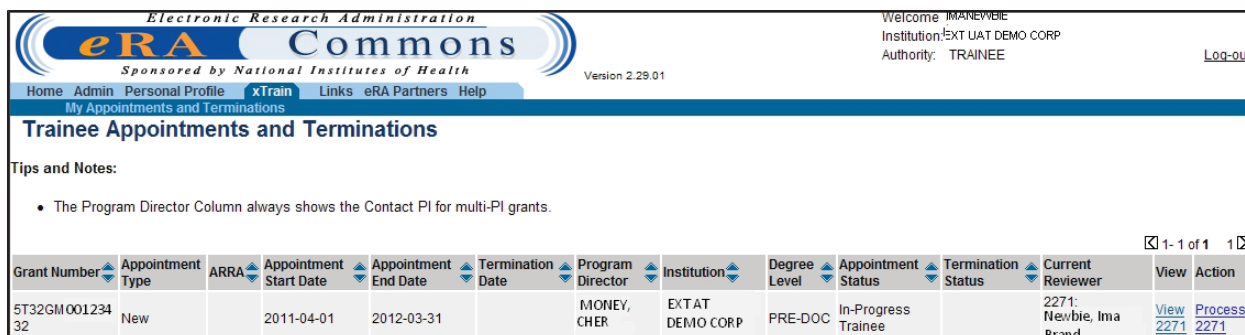 Electronic Research Administration
eRA Commons
Sponsored by National Institutes of Health
Version 2.29.01
Welcome IMANEWBIE
Institution: EXT UAT DEMO CORP
Authority: TRAINEE
Log-ou
Home Admin Personal Profile xTrain Links eRA Partners Help
My Appointments and Terminations
Trainee Appointments and Terminations
Tips and Notes:
• The Program Director Column always shows the Contact PI for multi-PI grants.
1- 1 of 1 1
Grant Number Appointment Type ARRA Appointment Start Date Appointment End Date Termination Date Program Director Institution Degree Level Appointment Status Termination Status Current Reviewer View Action
5T32GM001234 32 New 2011-04-01 2012-03-31 MONEY, CHER EXTAT DEMO CORP PRE-DOC In-Progress Trainee 2271: Newbie, Ima Brand View 2271 Process 2271